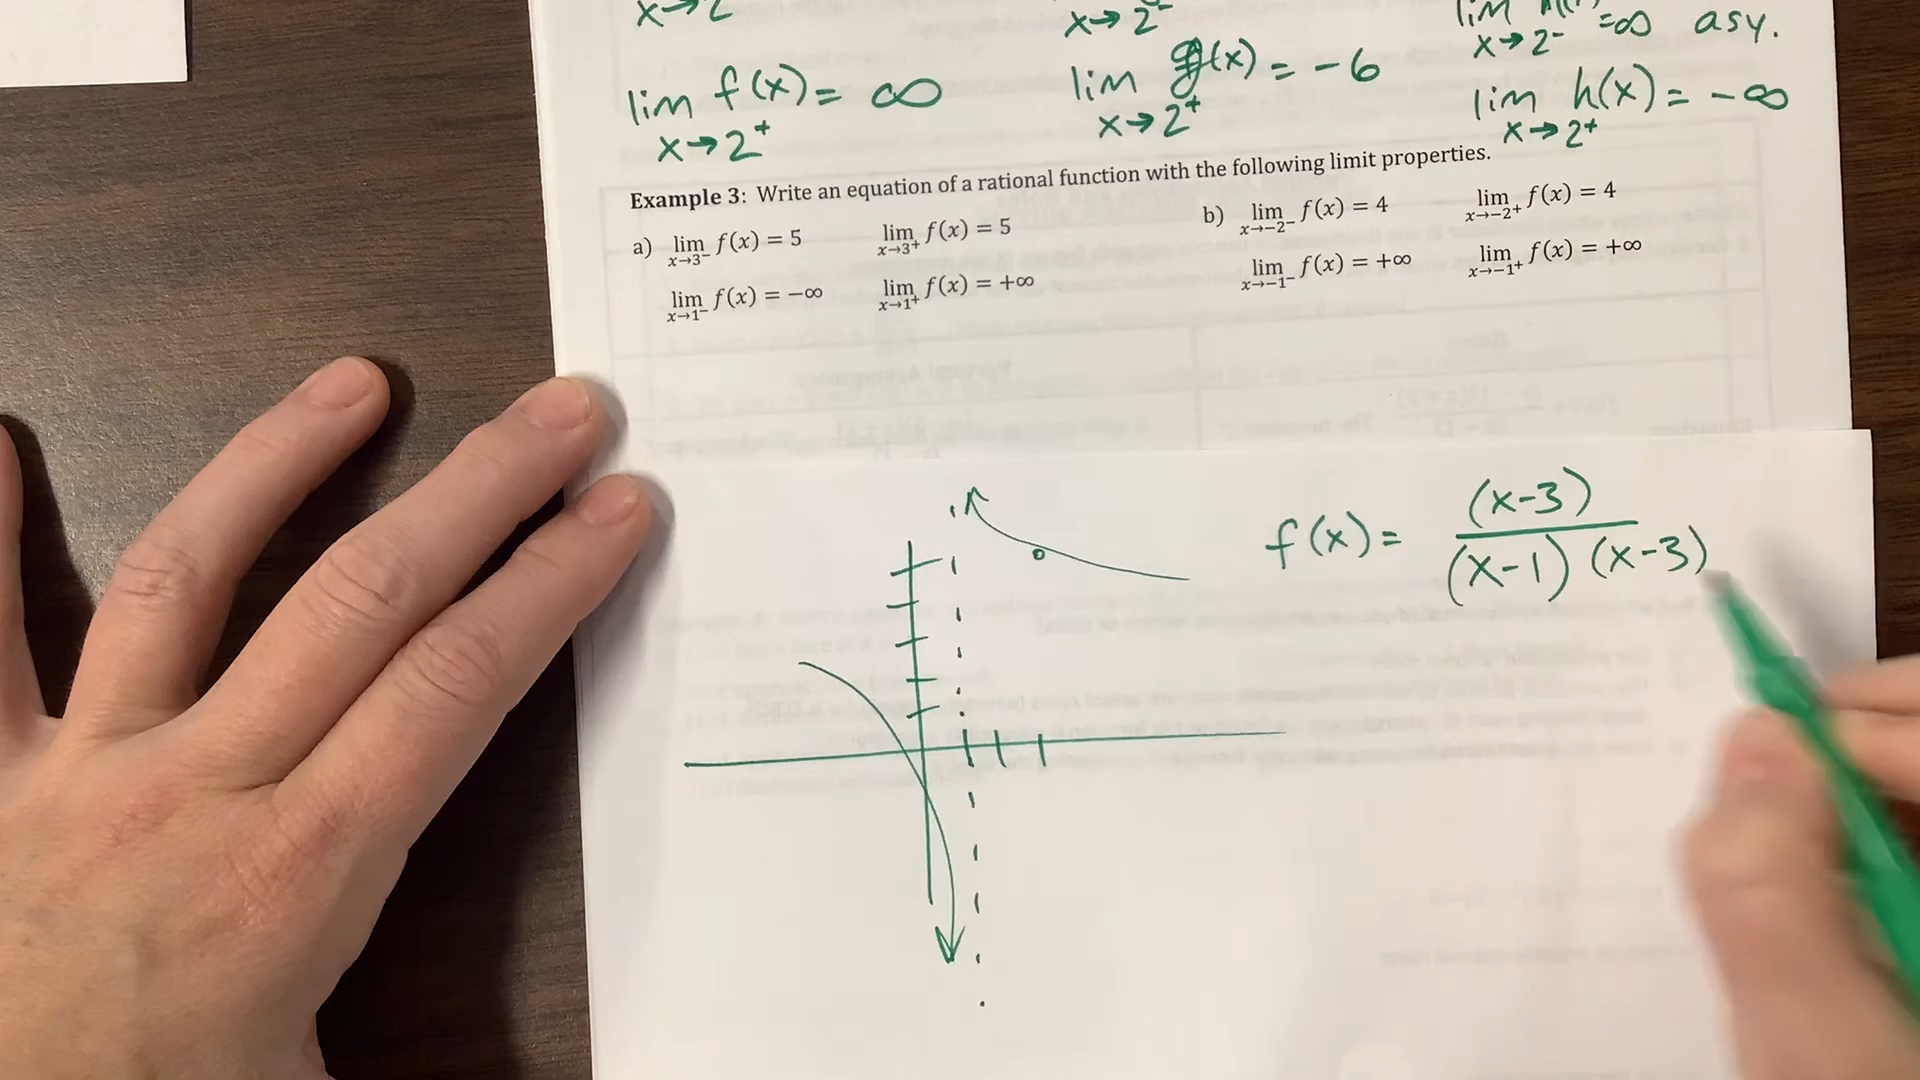 x→2
x→2⁻
lim h(x) =∞ asy.
x→2⁻
lim f(x) = ∞
x→2⁺
lim g(x) = -6
x→2⁺
lim h(x) = -∞
x→2⁺
Example 3: Write an equation of a rational function with the following limit properties.
a) lim f(x) = 5
x→3⁻
lim f(x) = 5
x→3⁺
lim f(x) = −∞
x→1⁻
lim f(x) = +∞
x→1⁺
b) lim f(x) = 4
x→−2⁻
lim f(x) = 4
x→−2⁺
lim f(x) = +∞
x→−1⁻
lim f(x) = +∞
x→−1⁺
f(x) = (x-3)
(x-1) (x-3)